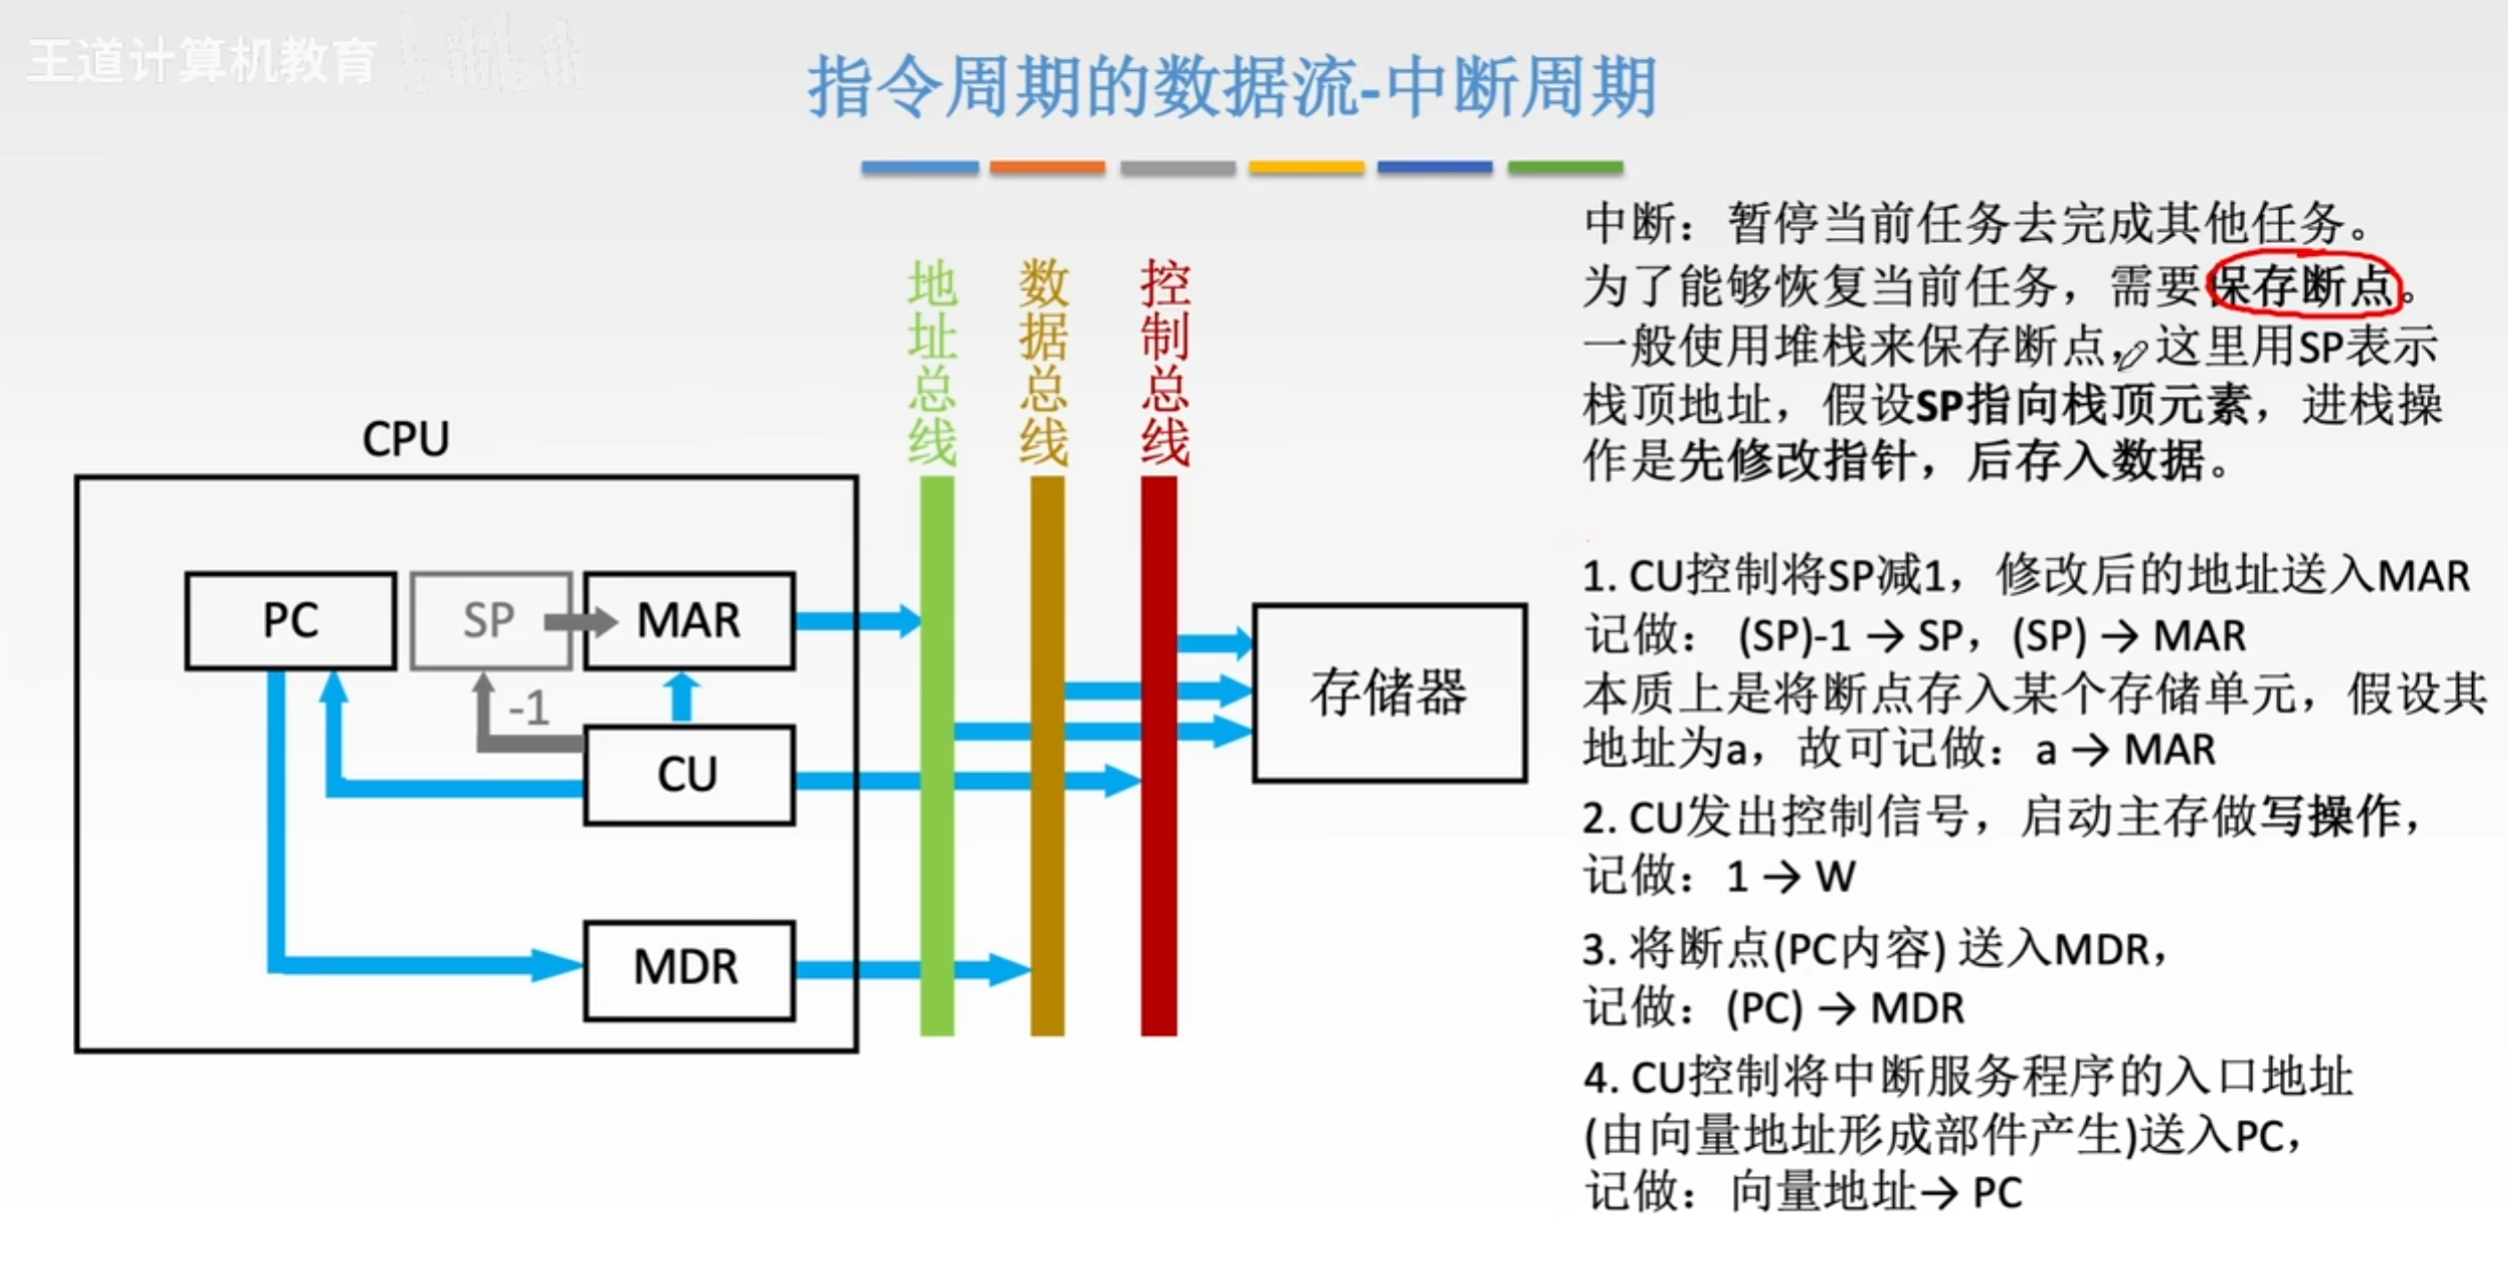 王道计算机教育 bilibili
指令周期的数据流-中断周期
中断：暂停当前任务去完成其他任务。
为了能够恢复当前任务，需要保存断点。
一般使用堆栈来保存断点，这里用SP表示
栈顶地址，假设SP指向栈顶元素，进栈操
作是先修改指针，后存入数据。
1. CU控制将SP减1，修改后的地址送入MAR
记做： (SP)-1 → SP，(SP) → MAR
本质上是将断点存入某个存储单元，假设其
地址为a，故可记做：a → MAR
2. CU发出控制信号，启动主存做写操作，
记做：1 → W
3. 将断点(PC内容) 送入MDR，
记做：(PC) → MDR
4. CU控制将中断服务程序的入口地址
(由向量地址形成部件产生)送入PC，
记做：向量地址→ PC
地址总线
数据总线
控制总线
CPU
PC
SP
MAR
-1
CU
MDR
存储器